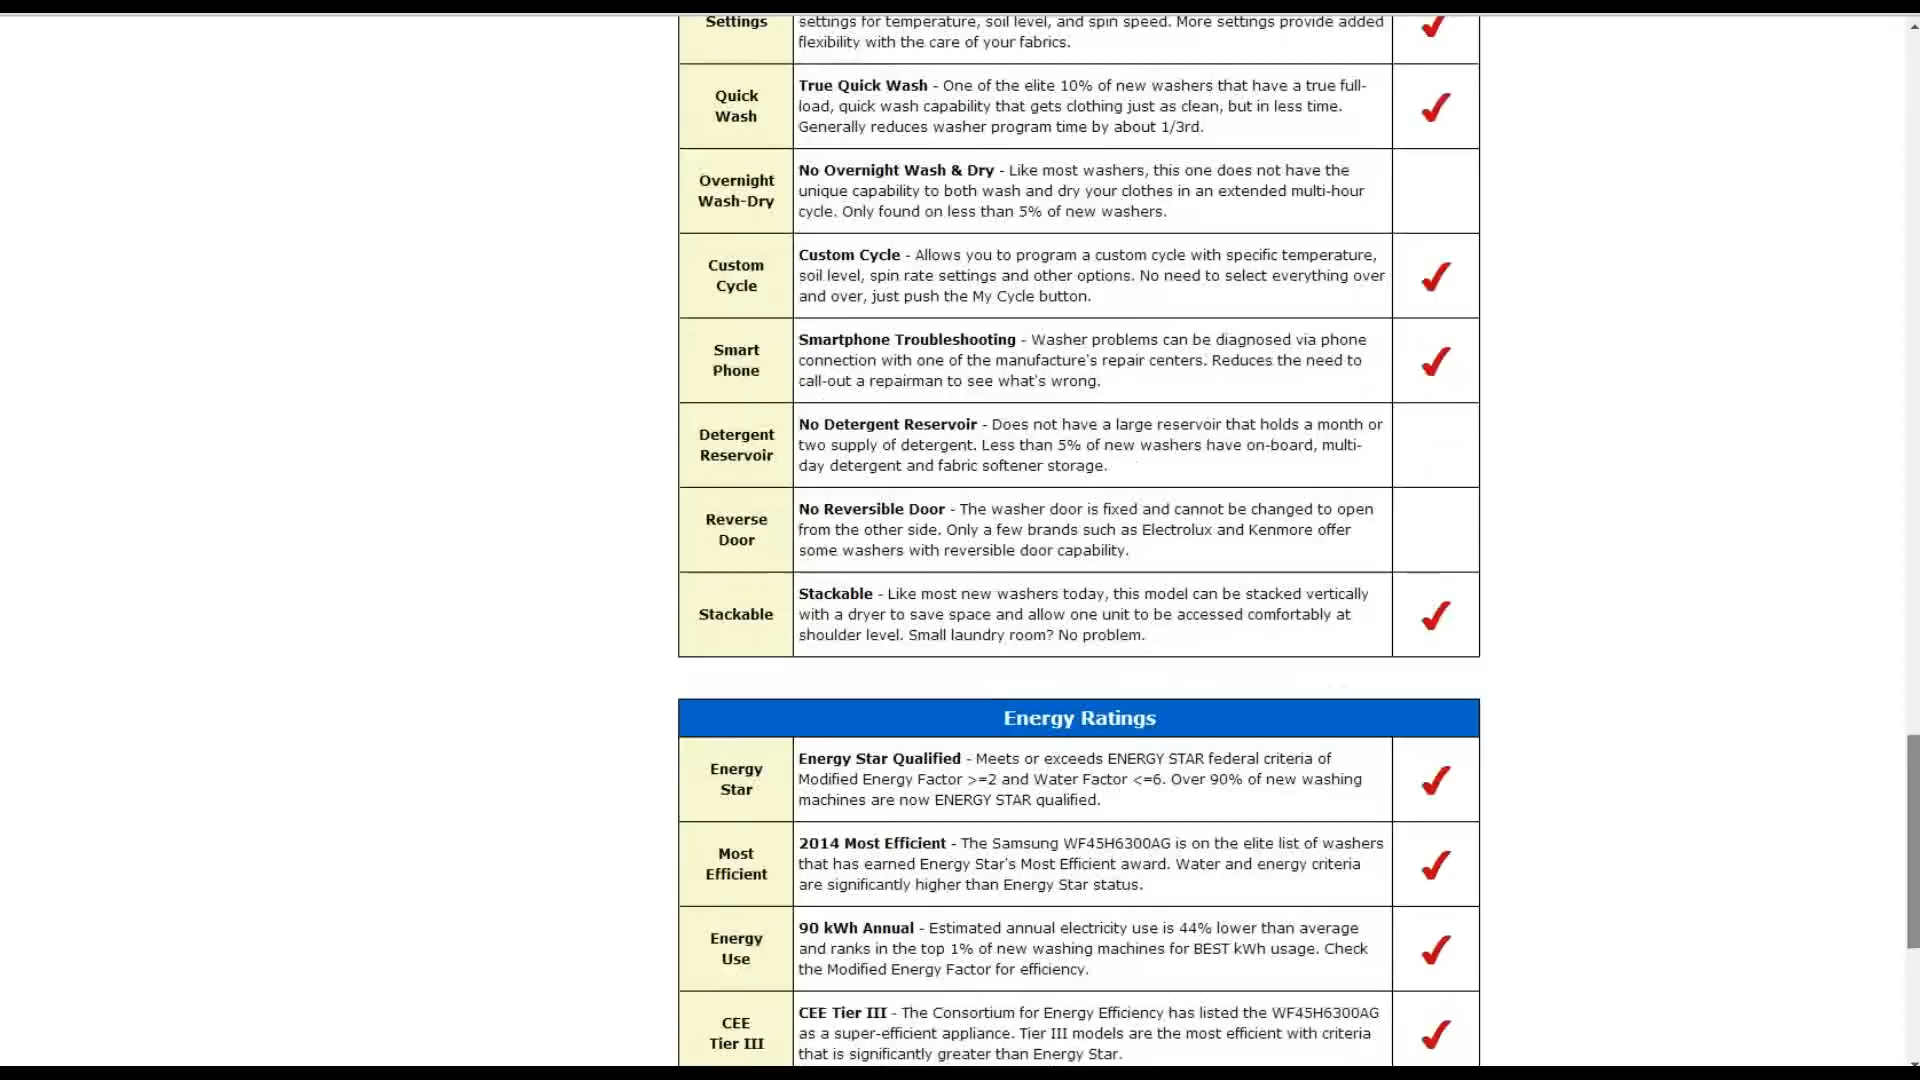 Settings
settings for temperature, soil level, and spin speed. More settings provide added
flexibility with the care of your fabrics.
Quick
Wash
True Quick Wash - One of the elite 10% of new washers that have a true full-
load, quick wash capability that gets clothing just as clean, but in less time.
Generally reduces washer program time by about 1/3rd.
Overnight
Wash-Dry
No Overnight Wash & Dry - Like most washers, this one does not have the
unique capability to both wash and dry your clothes in an extended multi-hour
cycle. Only found on less than 5% of new washers.
Custom
Cycle
Custom Cycle - Allows you to program a custom cycle with specific temperature,
soil level, spin rate settings and other options. No need to select everything over
and over, just push the My Cycle button.
Smart
Phone
Smartphone Troubleshooting - Washer problems can be diagnosed via phone
connection with one of the manufacture's repair centers. Reduces the need to
call-out a repairman to see what's wrong.
Detergent
Reservoir
No Detergent Reservoir - Does not have a large reservoir that holds a month or
two supply of detergent. Less than 5% of new washers have on-board, multi-
day detergent and fabric softener storage.
Reverse
Door
No Reversible Door - The washer door is fixed and cannot be changed to open
from the other side. Only a few brands such as Electrolux and Kenmore offer
some washers with reversible door capability.
Stackable
Stackable - Like most new washers today, this model can be stacked vertically
with a dryer to save space and allow one unit to be accessed comfortably at
shoulder level. Small laundry room? No problem.
Energy Ratings
Energy
Star
Energy Star Qualified - Meets or exceeds ENERGY STAR federal criteria of
Modified Energy Factor >=2 and Water Factor <=6. Over 90% of new washing
machines are now ENERGY STAR qualified.
Most
Efficient
2014 Most Efficient - The Samsung WF45H6300AG is on the elite list of washers
that has earned Energy Star's Most Efficient award. Water and energy criteria
are significantly higher than Energy Star status.
Energy
Use
90 kWh Annual - Estimated annual electricity use is 44% lower than average
and ranks in the top 1% of new washing machines for BEST kWh usage. Check
the Modified Energy Factor for efficiency.
CEE
Tier III
CEE Tier III - The Consortium for Energy Efficiency has listed the WF45H6300AG
as a super-efficient appliance. Tier III models are the most efficient with criteria
that is significantly greater than Energy Star.